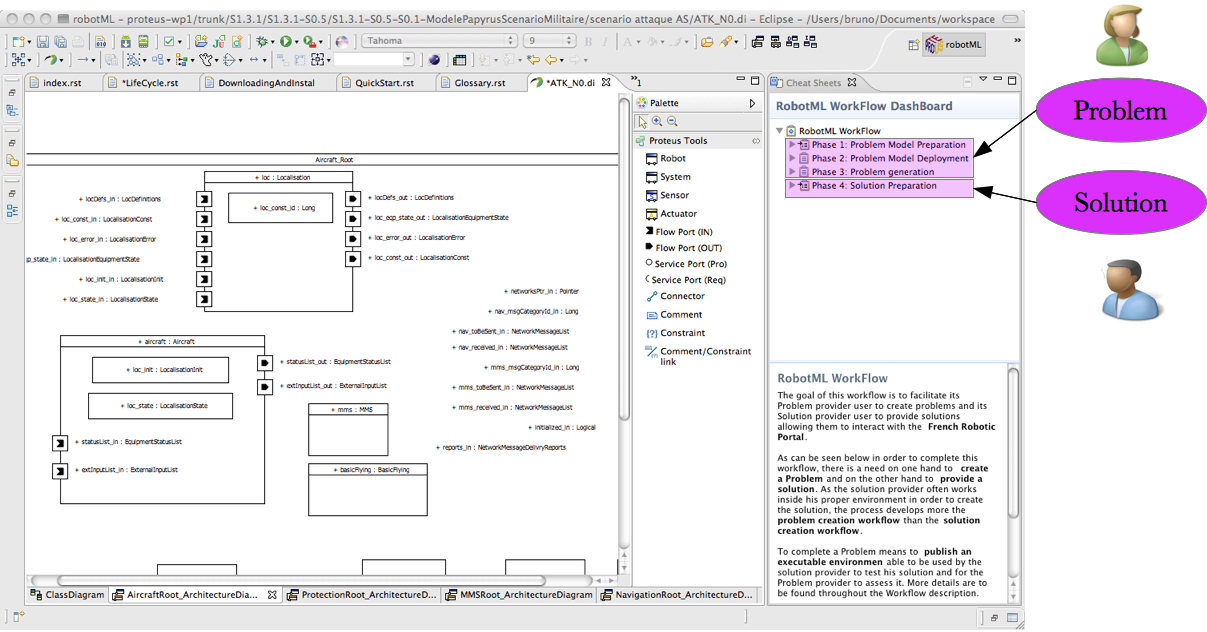 robotML - proteus-wp1/trunk/S1.3.1/S1.3.1-S0.5/S1.3.1-S0.5-S0.1-ModelePapyrusScenarioMilitaire/scenario attaque AS/ATK_N0.di - Eclipse - /Users/bruno/Documents/workspace
Tahoma
9
B I
A
robotML
index.rst
*LifeCycle.rst
DownloadingAndInstal
QuickStart.rst
Glossary.rst
*ATK_N0.di
1
Aircraft_Root
+ loc : Localisation
+ loc_const_id : Long
+ locDefs_in : LocDefinitions
+ loc_const_in : LocalisationConst
+ loc_error_in : LocalisationError
p_state_in : LocalisationEquipmentState
+ loc_init_in : LocalisationInit
+ loc_state_in : LocalisationState
+ locDefs_out : LocDefinitions
+ loc_eqp_state_out : LocalisationEquipmentState
+ loc_error_out : LocalisationError
+ loc_const_out : LocalisationConst
+ networksPtr_in : Pointer
+ nav_msgCategoryId_in : Long
+ nav_toBeSent_in : NetworkMessageList
+ nav_received_in : NetworkMessageList
+ mms_msgCategoryId_in : Long
+ mms_toBeSent_in : NetworkMessageList
+ mms_received_in : NetworkMessageList
+ initialized_in : Logical
+ reports_in : NetworkMessageDelivryReports
+ aircraft : Aircraft
+ loc_init : LocalisationInit
+ loc_state : LocalisationState
+ statusList_out : EquipmentStatusList
+ extInputList_out : ExternalInputList
+ statusList_in : EquipmentStatusList
+ extInputList_in : ExternalInputList
+ mms : MMS
+ basicFlying : BasicFlying
ClassDiagram
AircraftRoot_ArchitectureDia...
ProtectionRoot_ArchitectureD...
MMSRoot_ArchitectureDiagram
NavigationRoot_ArchitectureD...
Palette
Proteus Tools
Robot
System
Sensor
Actuator
Flow Port (IN)
Flow Port (OUT)
Service Port (Pro)
Service Port (Req)
Connector
Comment
Constraint
Comment/Constraint
link
Cheat Sheets
RobotML WorkFlow DashBoard
RobotML WorkFlow
Phase 1: Problem Model Preparation
Phase 2: Problem Model Deployment
Phase 3: Problem generation
Phase 4: Solution Preparation
RobotML WorkFlow
The goal of this workflow is to facilitate its
Problem provider user to create problems and its
Solution provider user to provide solutions
allowing them to interact with the French Robotic
Portal.
As can be seen below in order to complete this
workflow, there is a need on one hand to create
a Problem and on the other hand to provide a
solution. As the solution provider often works
inside his proper environment in order to create
the solution, the process develops more the
problem creation workflow than the solution
creation workflow.
To complete a Problem means to publish an
executable environmen able to be used by the
solution provider to test his solution and for the
Problem provider to assess it. More details are to
be found throughout the Workflow description.
Problem
Solution